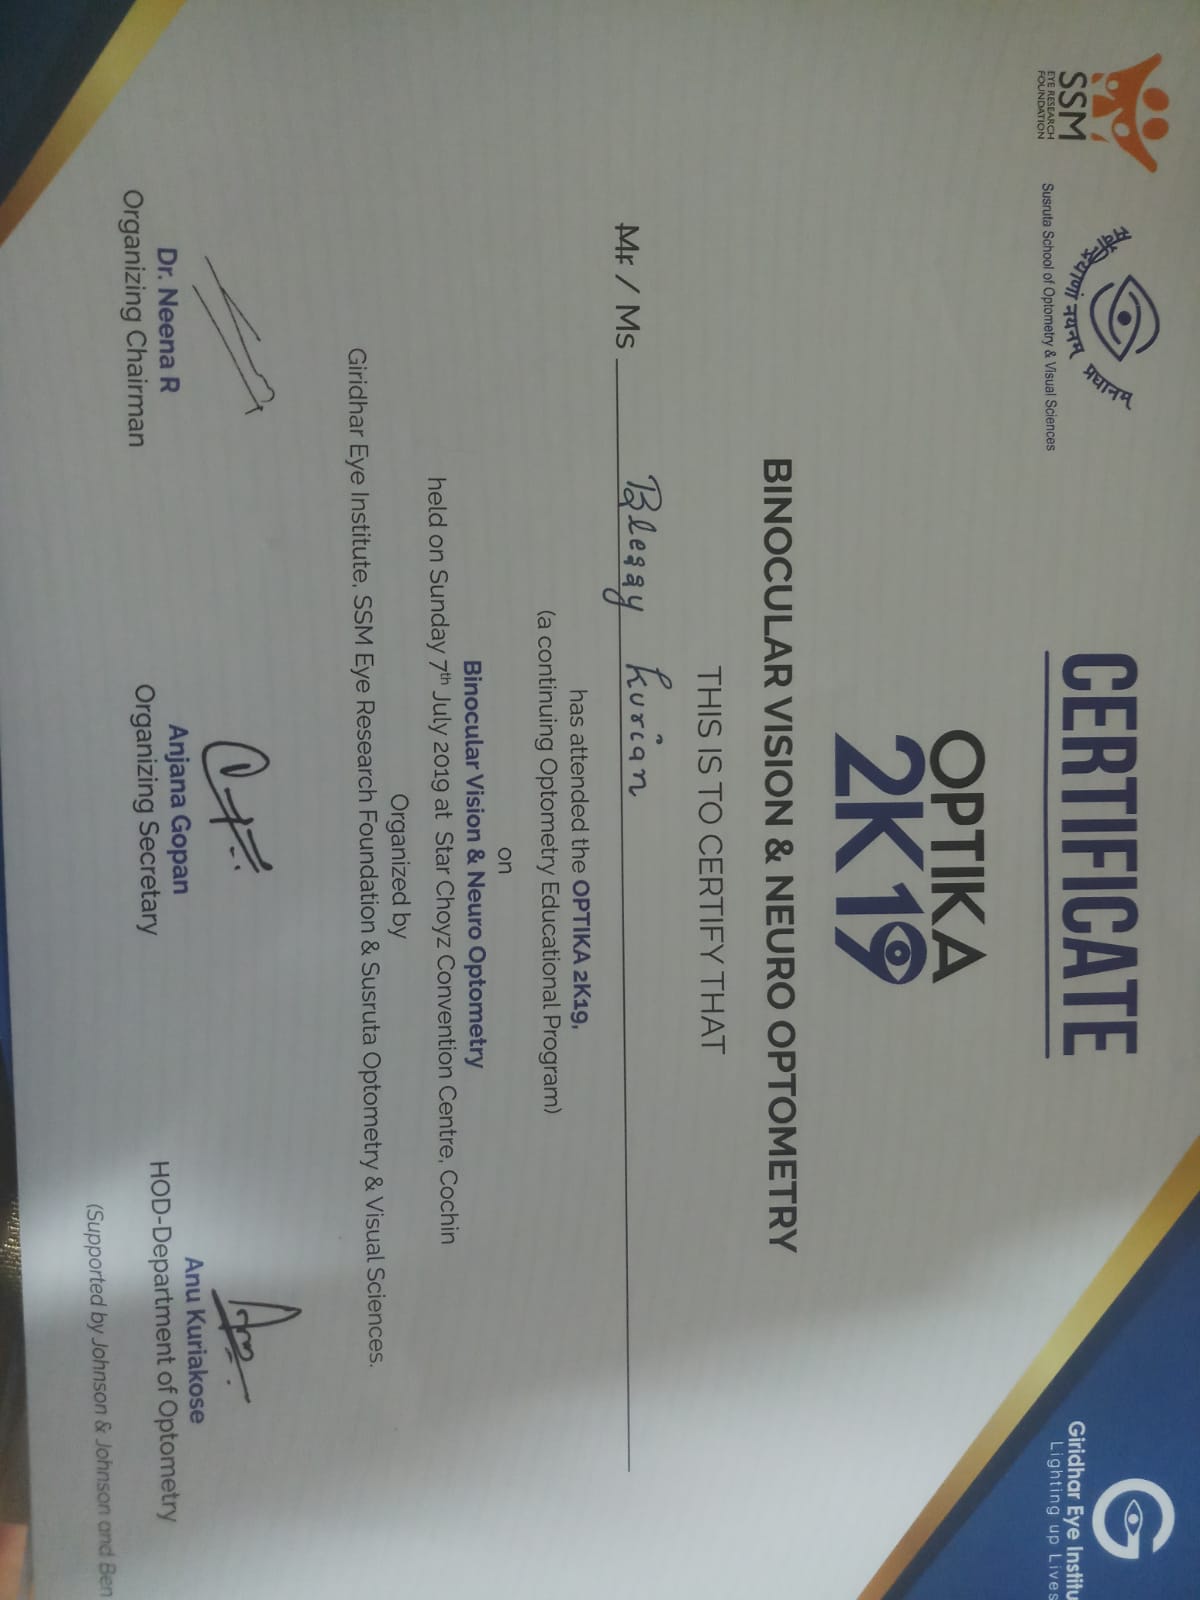 SSM
EYE RESEARCH
FOUNDATION
सर्वेन्द्रियाणां नयनम् प्रधानम्
Susruta School of Optometry & Visual Sciences
CERTIFICATE
Giridhar Eye Institu
Lighting up Lives
OPTIKA
2K19
BINOCULAR VISION & NEURO OPTOMETRY
THIS IS TO CERTIFY THAT
Mr / Ms Blessy Kurian
has attended the OPTIKA 2K19,
(a continuing Optometry Educational Program)
on
Binocular Vision & Neuro Optometry
held on Sunday 7th July 2019 at Star Choyz Convention Centre, Cochin
Organized by
Giridhar Eye Institute, SSM Eye Research Foundation & Susruta Optometry & Visual Sciences.
Dr. Neena R
Organizing Chairman
Anjana Gopan
Organizing Secretary
Anu Kuriakose
HOD-Department of Optometry
(Supported by Johnson & Johnson and Ben